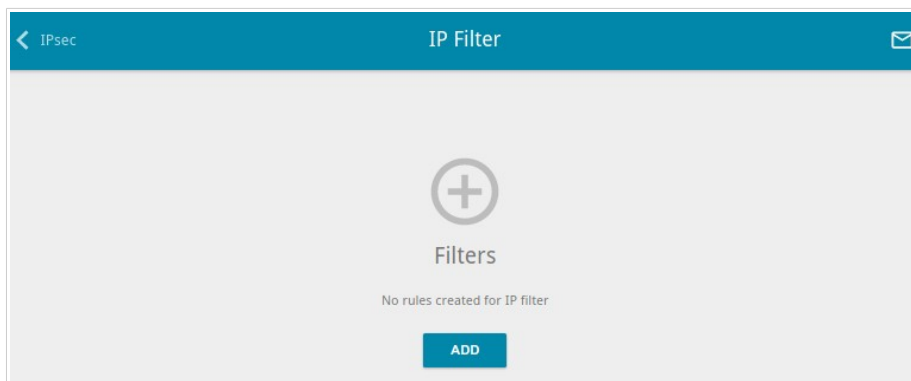 IPsec
IP Filter
Filters
No rules created for IP filter
ADD